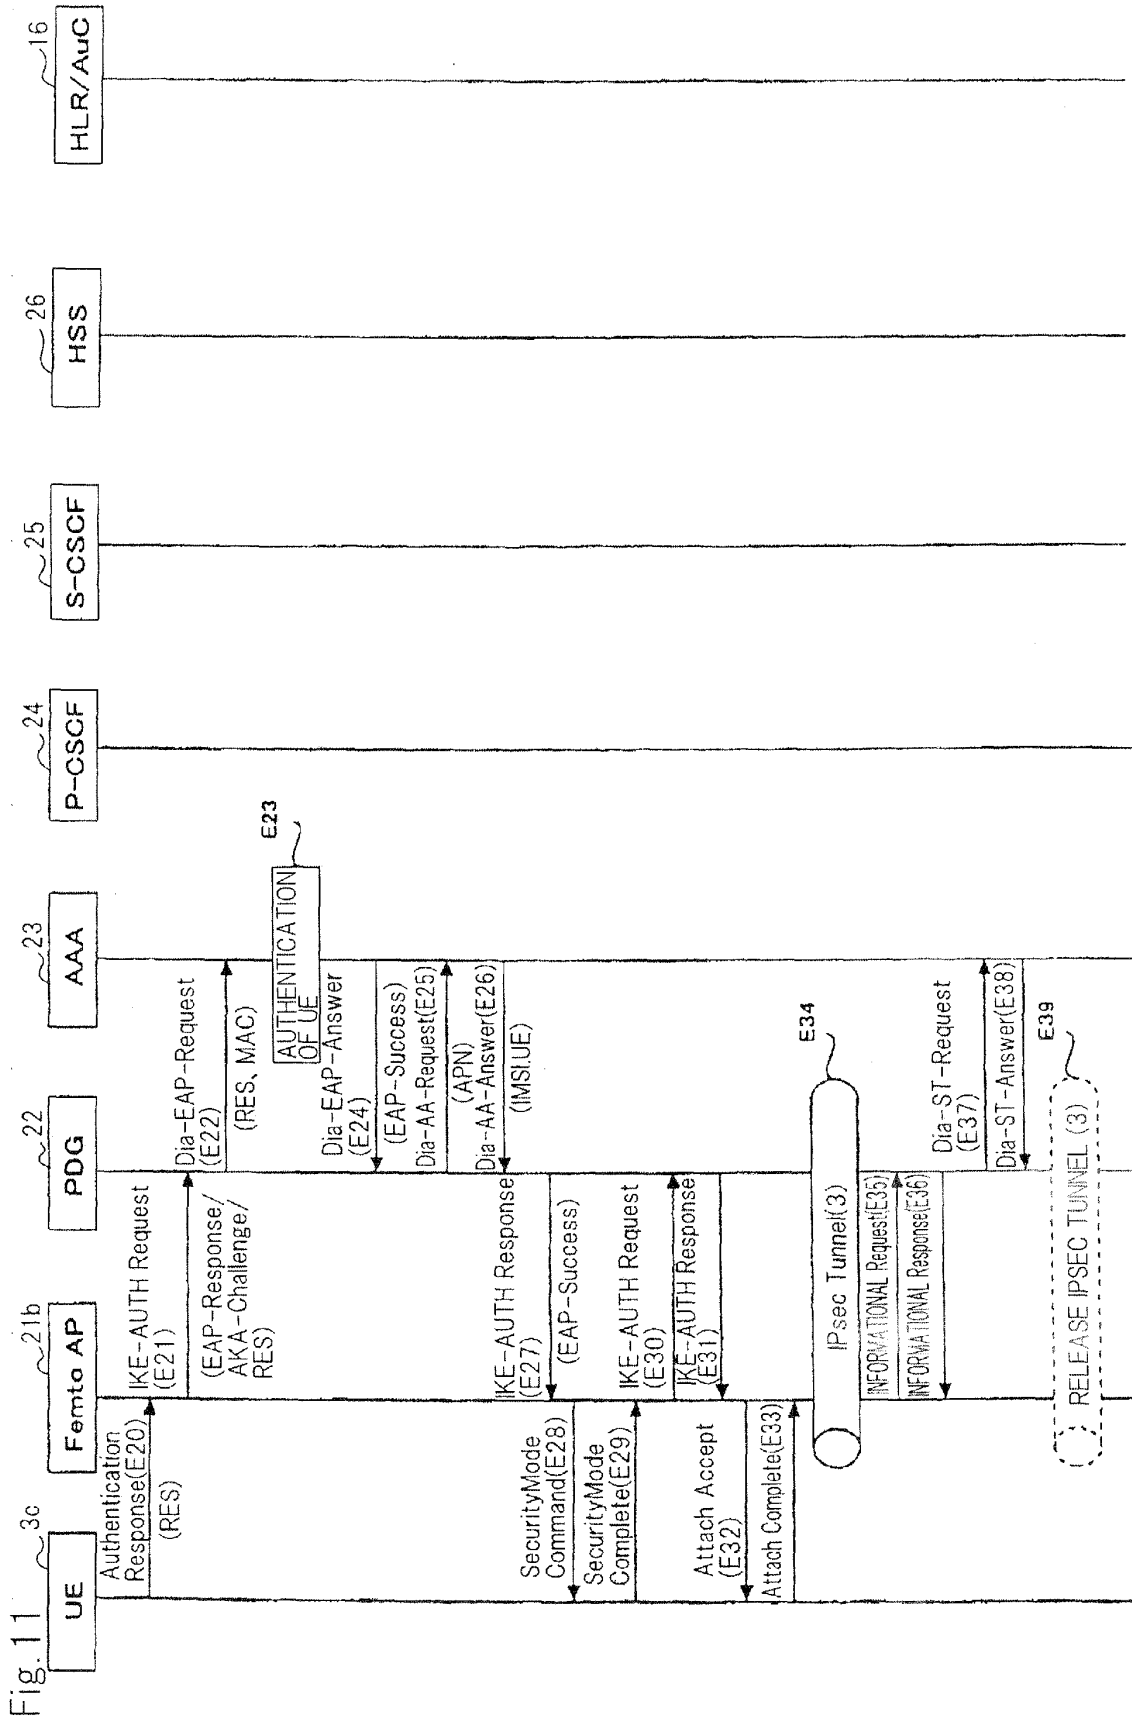 Fig.11
3c
UE
21b
Femto AP
22
PDG
23
AAA
24
P-CSCF
25
S-CSCF
26
HSS
16
HLR/AuC
Authentication
Response(E20)
(RES)
IKE-AUTH Request
(E21)
(EAP-Response/
AKA-Challenge/
RES)
Dia-EAP-Request
(E22)
(RES、MAC)
E23
AUTHENTICATION
OF UE
Dia-EAP-Answer
(E24)
(EAP-Success)
Dia-AA-Request(E25)
(APN)
Dia-AA-Answer(E26)
(IMSI.UE)
IKE-AUTH Response
(E27)
(EAP-Success)
SecurityMode
Command(E28)
SecurityMode
Complete(E29)
IKE-AUTH Request
(E30)
IKE-AUTH Response
(E31)
Attach Accept
(E32)
Attach Complete(E33)
E34
IPsec Tunnel(3)
INFORMATIONAL Request(E35)
INFORMATIONAL Response(E36)
Dia-ST-Request
(E37)
Dia-ST-Answer(E38)
E39
RELEASE IPSEC TUNNEL (3)